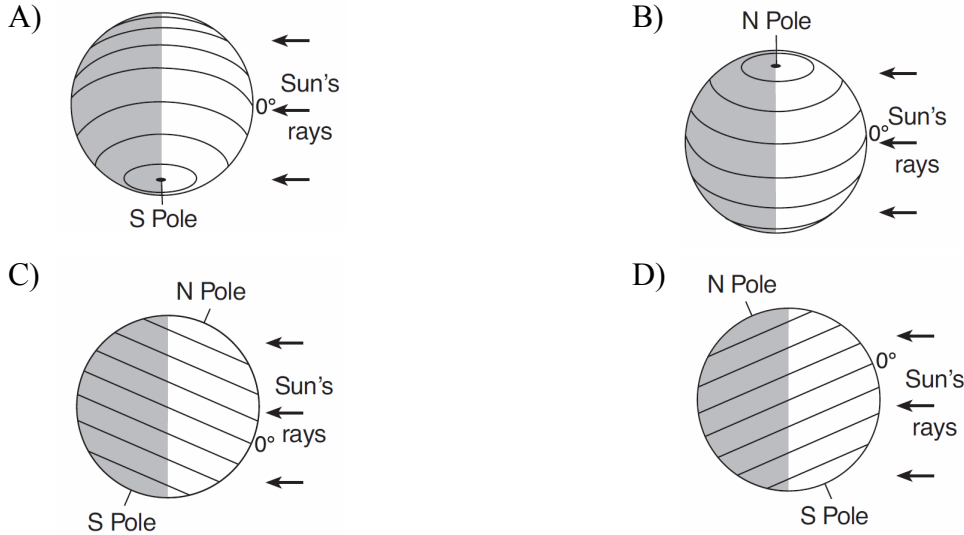 A)
Sun's
0°
rays
S Pole
B)
N Pole
0° Sun's
rays
C)
N Pole
Sun's
0° rays
S Pole
D)
N Pole
0°
Sun's
rays
S Pole